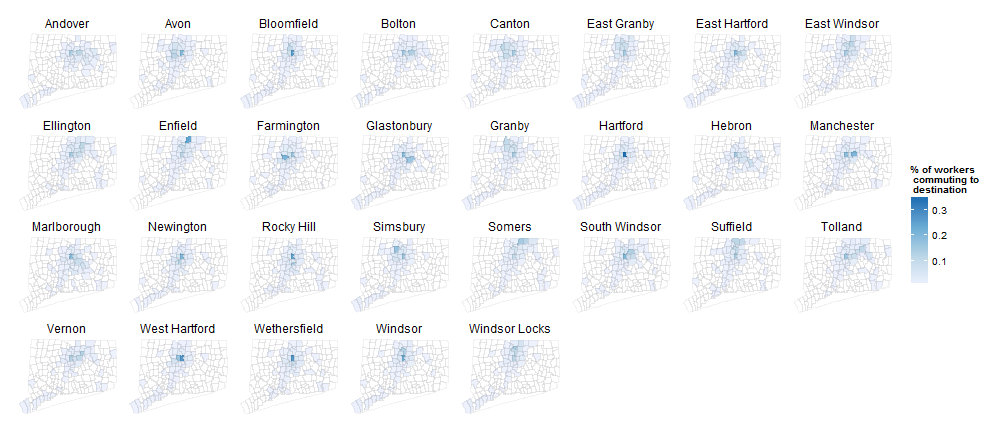 Andover Avon Bloomfield Bolton Canton East Granby East Hartford East Windsor
Ellington Enfield Farmington Glastonbury Granby Hartford Hebron Manchester
Marlborough Newington Rocky Hill Simsbury Somers South Windsor Suffield Tolland
Vernon West Hartford Wethersfield Windsor Windsor Locks
% of workers
commuting to
destination
0.3
0.2
0.1